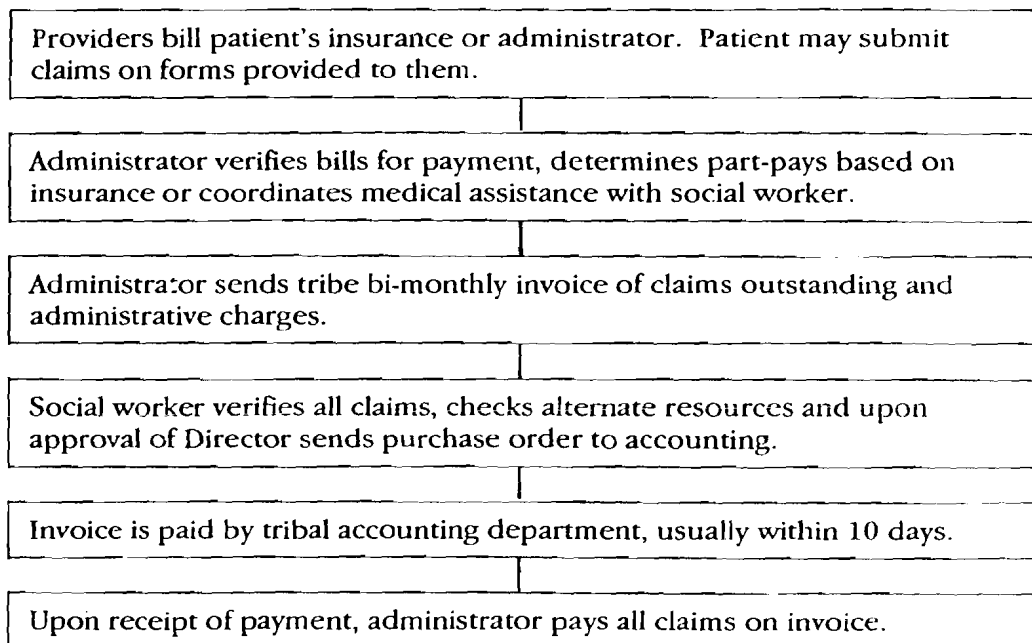 Providers bill patient's insurance or administrator. Patient may submit
claims on forms provided to them.
Administrator verifies bills for payment, determines part-pays based on
insurance or coordinates medical assistance with social worker.
Administrator sends tribe bi-monthly invoice of claims outstanding and
administrative charges.
Social worker verifies all claims, checks alternate resources and upon
approval of Director sends purchase order to accounting.
Invoice is paid by tribal accounting department, usually within 10 days.
Upon receipt of payment, administrator pays all claims on invoice.